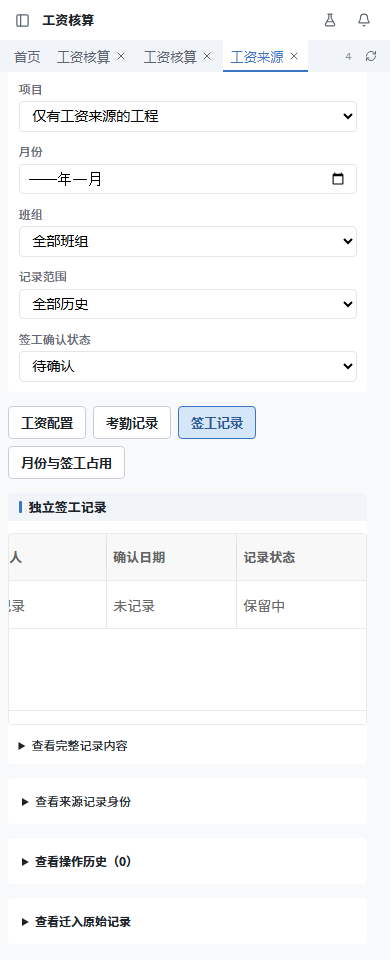 工资核算
首页 工资核算 × 工资核算 × 工资来源 × 4
项目
仅有工资来源的工程
月份
——年一月
班组
全部班组
记录范围
全部历史
签工确认状态
待确认
工资配置 考勤记录 签工记录
月份与签工占用
独立签工记录
人 确认日期 记录状态
录 未记录 保留中
▶ 查看完整记录内容
▶ 查看来源记录身份
▶ 查看操作历史（0）
▶ 查看迁入原始记录